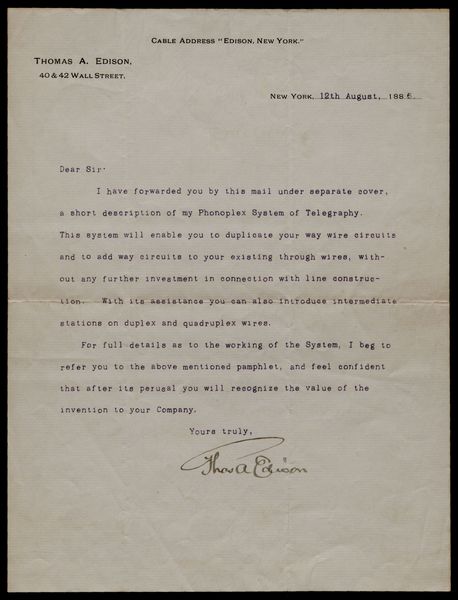 CABLE ADDRESS "EDISON, NEW YORK."
THOMAS A. EDISON,
40 & 42 WALL STREET.
NEW YORK, 12th August, 1886.
Dear Sir-
I have forwarded you by this mail under separate cover,
a short description of my Phonoplex System of Telegraphy.
This system will enable you to duplicate your way wire circuits
and to add way circuits to your existing through wires, with-
out any further investment in connection with line construc-
tion. With its assistance you can also introduce intermediate
stations on duplex and quadruplex wires.
For full details as to the working of the System, I beg to
refer you to the above mentioned pamphlet, and feel confident
that after its perusal you will recognize the value of the
invention to your Company.
Yours truly,
Thos A Edison